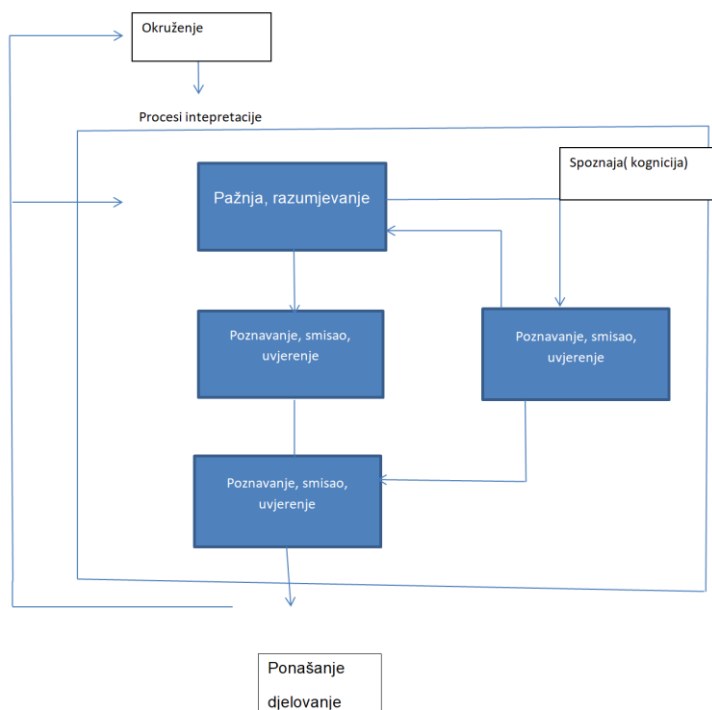 Okruženje
Procesi intepretacije
Spoznaja( kognicija)
Pažnja, razumjevanje
Poznavanje, smisao,
uvjerenje
Poznavanje, smisao,
uvjerenje
Poznavanje, smisao,
uvjerenje
Ponašanje
djelovanje